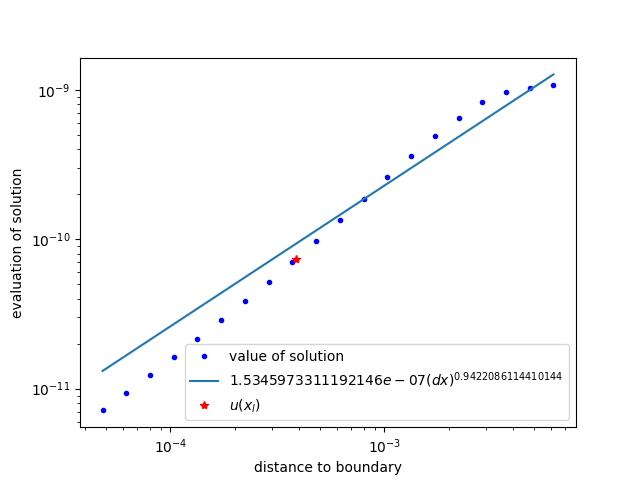 10⁻⁹
10⁻¹⁰
10⁻¹¹
evaluation of solution
value of solution
1.5345973311192146e − 07(dx)^0.9422086114410144
u(x_l)
10⁻⁴ 10⁻³
distance to boundary